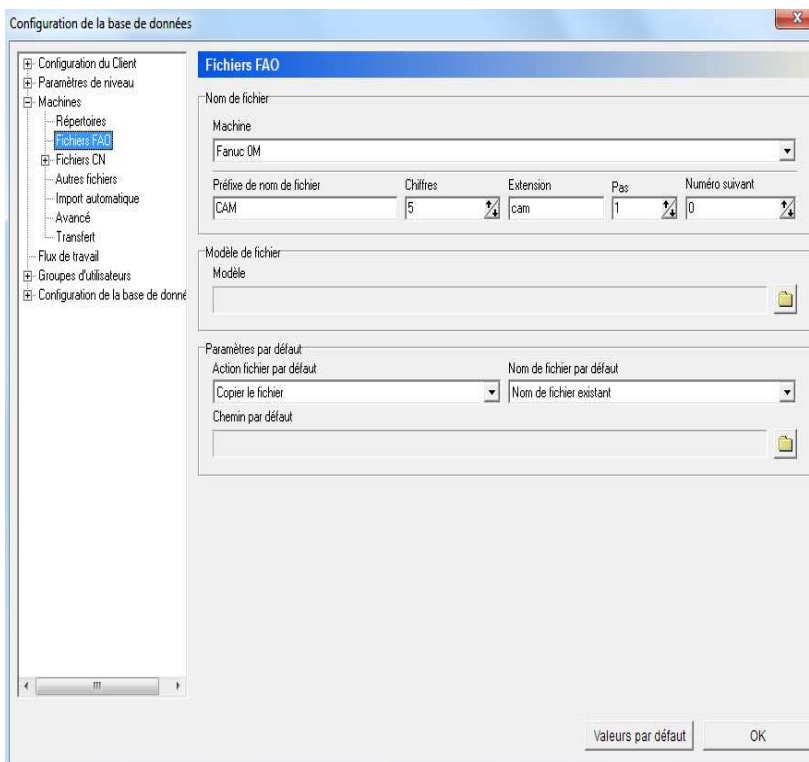 Configuration de la base de données
X
Configuration du Client
Paramètres de niveau
Machines
Répertoires
Fichiers FAO
Fichiers CN
Autres fichiers
Import automatique
Avancé
Transfert
Flux de travail
Groupes d'utilisateurs
Configuration de la base de donné
Fichiers FAO
Nom de fichier
Machine
Fanuc 0M
Préfixe de nom de fichier Chiffres Extension Pas Numéro suivant
CAM 5 cam 1 0
Modèle de fichier
Modèle
Paramètres par défaut
Action fichier par défaut Nom de fichier par défaut
Copier le fichier Nom de fichier existant
Chemin par défaut
Valeurs par défaut OK